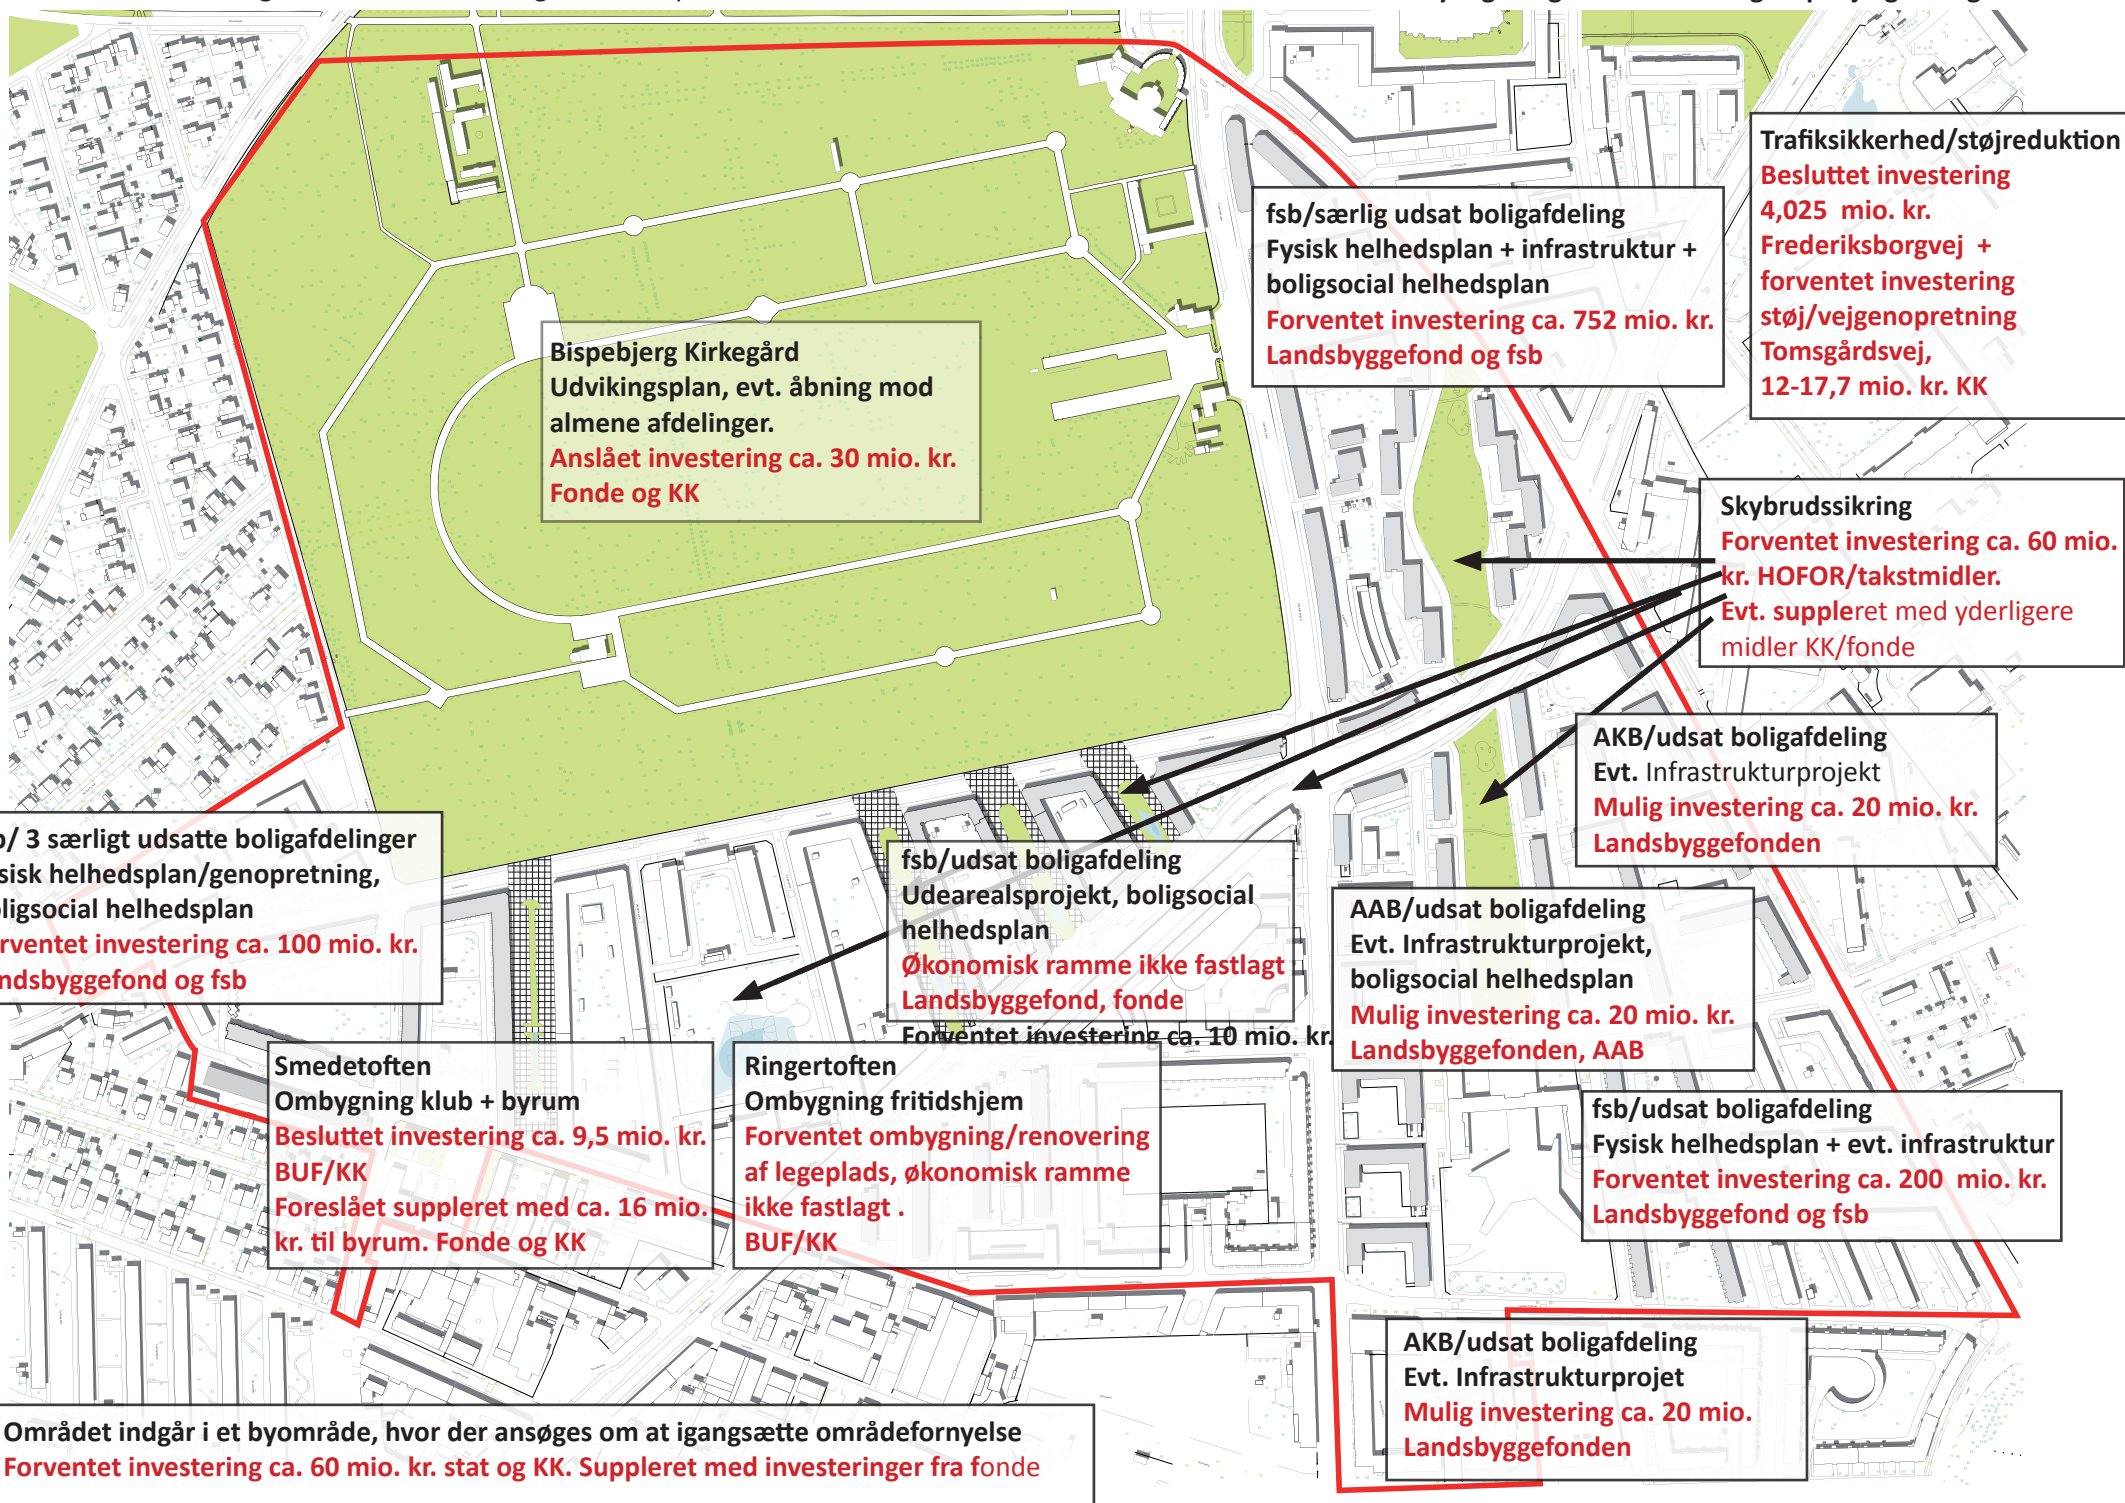 Trafiksikkerhed/støjreduktion
Besluttet investering
4,025 mio. kr.
Frederiksborgvej +
forventet investering
støj/vejgenopretning
Tomsgårdsvej,
12-17,7 mio. kr. KK
fsb/særlig udsat boligafdeling
Fysisk helhedsplan + infrastruktur +
boligsocial helhedsplan
Forventet investering ca. 752 mio. kr.
Landsbyggefond og fsb
Bispebjerg Kirkegård
Udvikingsplan, evt. åbning mod
almene afdelinger.
Anslået investering ca. 30 mio. kr.
Fonde og KK
Skybrudssikring
Forventet investering ca. 60 mio.
kr. HOFOR/takstmidler.
Evt. suppleret med yderligere
midler KK/fonde
AKB/udsat boligafdeling
Evt. Infrastrukturprojekt
Mulig investering ca. 20 mio. kr.
Landsbyggefonden
/ 3 særligt udsatte boligafdelinger
sisk helhedsplan/genopretning,
ligsocial helhedsplan
rventet investering ca. 100 mio. kr.
ndsbyggefond og fsb
fsb/udsat boligafdeling
Udearealsprojekt, boligsocial
helhedsplan
Økonomisk ramme ikke fastlagt
Landsbyggefond, fonde
Forventet investering ca. 10 mio. kr.
AAB/udsat boligafdeling
Evt. Infrastrukturprojekt,
boligsocial helhedsplan
Mulig investering ca. 20 mio. kr.
Landsbyggefonden, AAB
Smedetoften
Ombygning klub + byrum
Besluttet investering ca. 9,5 mio. kr.
BUF/KK
Foreslået suppleret med ca. 16 mio.
kr. til byrum. Fonde og KK
Ringertoften
Ombygning fritidshjem
Forventet ombygning/renovering
af legeplads, økonomisk ramme
ikke fastlagt .
BUF/KK
fsb/udsat boligafdeling
Fysisk helhedsplan + evt. infrastruktur
Forventet investering ca. 200 mio. kr.
Landsbyggefond og fsb
AKB/udsat boligafdeling
Evt. Infrastrukturprojet
Mulig investering ca. 20 mio.
Landsbyggefonden
Området indgår i et byområde, hvor der ansøges om at igangsætte områdefornyelse
Forventet investering ca. 60 mio. kr. stat og KK. Suppleret med investeringer fra fonde